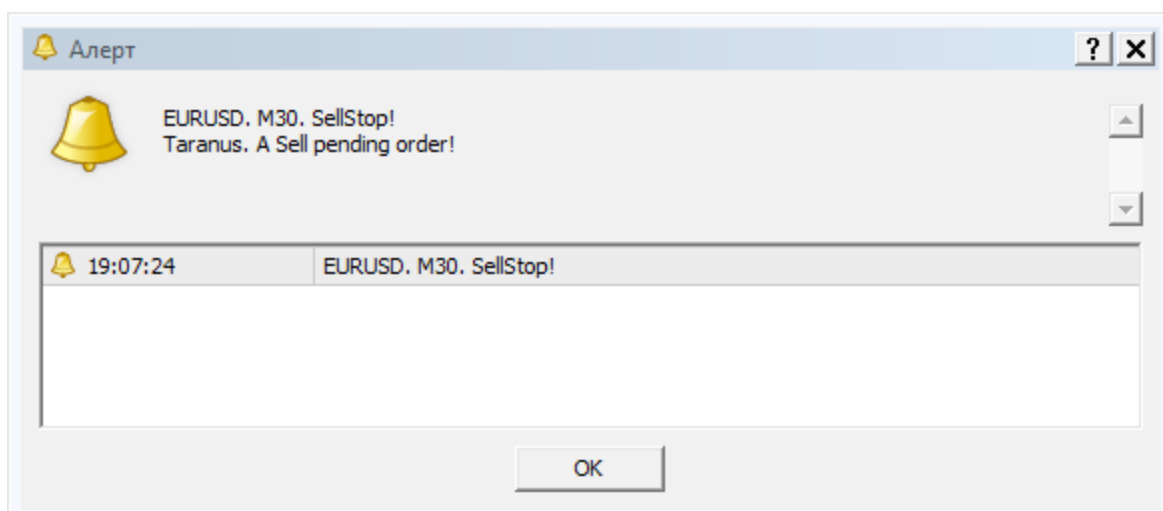 Алерт
EURUSD. M30. SellStop!
Taranus. A Sell pending order!
19:07:24 EURUSD. M30. SellStop!
OK